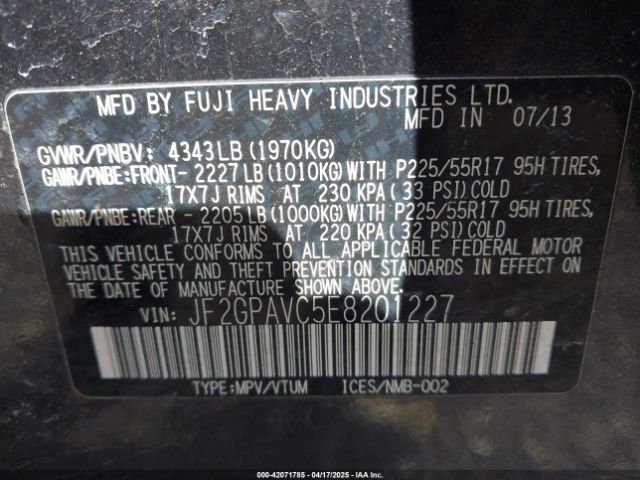 MFD BY FUJI HEAVY INDUSTRIES LTD.
MFD IN 07/13
GVWR/PNBV: 4343LB (1970KG)
GAWR/PNBE:FRONT- 2227LB (1010KG)WITH P225/55R17 95H TIRES,
17X7J RIMS AT 230 KPA (33 PSI)COLD
GAWR/PNBE:REAR - 2205LB (1000KG)WITH P225/55R17 95H TIRES,
17X7J RIMS AT 220 KPA (32 PSI)COLD
THIS VEHICLE CONFORMS TO ALL APPLICABLE FEDERAL MOTOR
VEHICLE SAFETY AND THEFT PREVENTION STANDARDS IN EFFECT ON
THE DATE OF MANUFACTURE SHOWN ABOVE.
VIN: JF2GPAVC5E8201227
TYPE:MPV/VTUM ICES/NMB-002
000-42071785 - 04/17/2025 - IAAI.COM